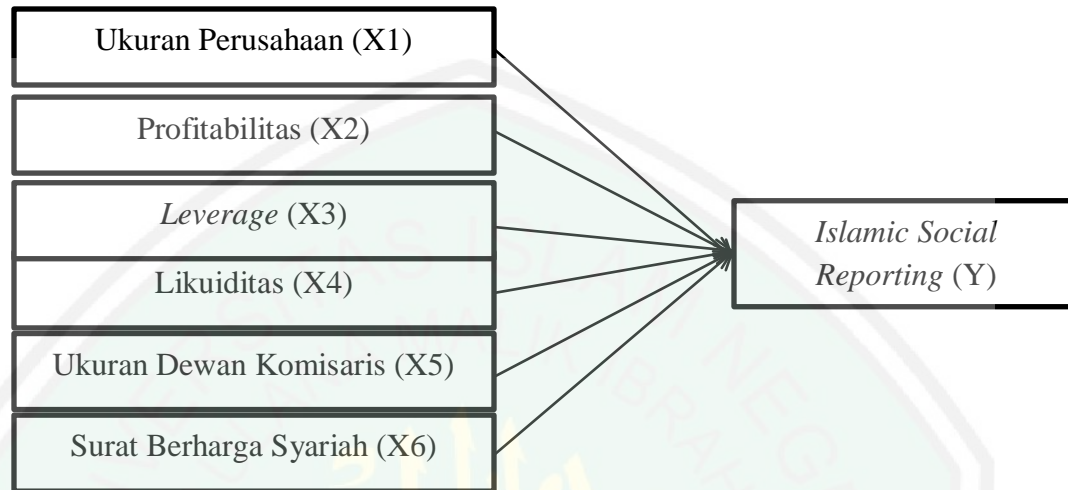 Ukuran Perusahaan (X1)
Profitabilitas (X2)
Leverage (X3)
Likuiditas (X4)
Ukuran Dewan Komisaris (X5)
Surat Berharga Syariah (X6)
Islamic Social
Reporting (Y)